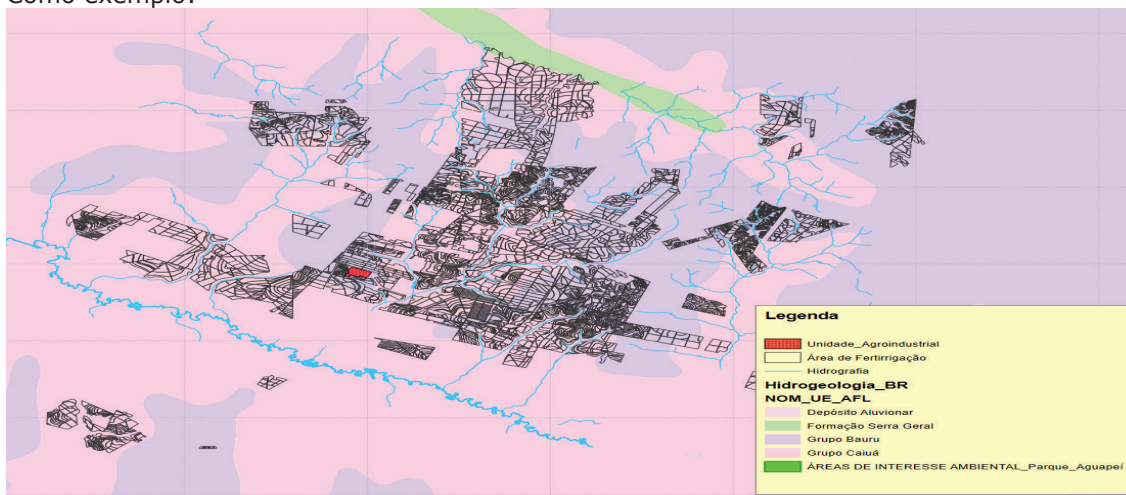 Como exemplo:
Legenda
Unidade_Agroindustrial
Área de Fertirrigação
Hidrografia
Hidrogeologia_BR
NOM_UE_AFL
Depósito Aluvionar
Formação Serra Geral
Grupo Bauru
Grupo Caiuá
ÁREAS DE INTERESSE AMBIENTAL_Parque_Aguapeí